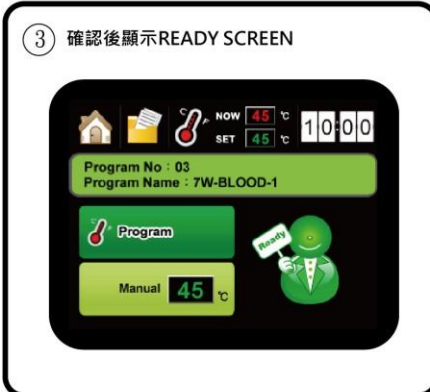 ③ 確認後顯示READY SCREEN
°C °F NOW 45 °C
SET 45 °C
10:00
Program No : 03
Program Name : 7W-BLOOD-1
°C °F Program
Ready
Manual 45 °C